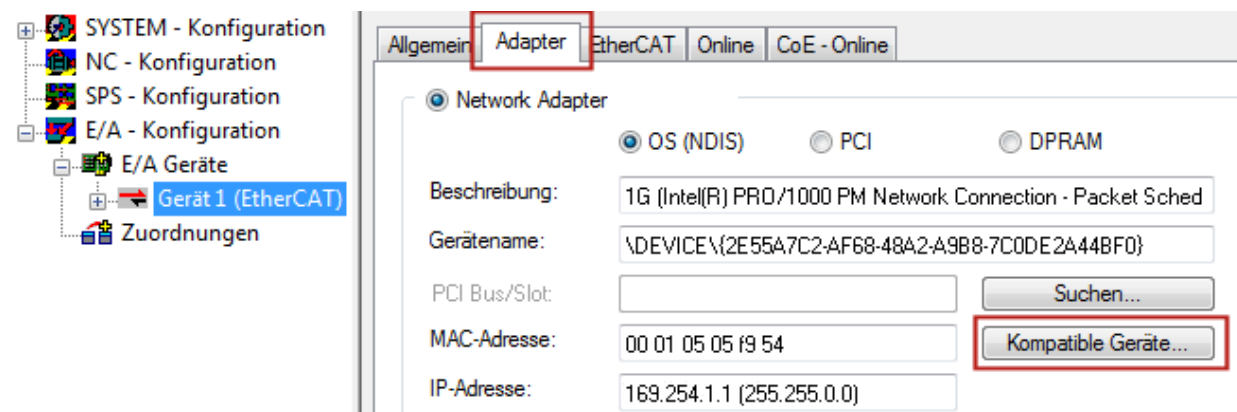 SYSTEM - Konfiguration
NC - Konfiguration
SPS - Konfiguration
E/A - Konfiguration
E/A Geräte
Gerät 1 (EtherCAT)
Zuordnungen
Allgemein Adapter EtherCAT Online CoE - Online
Network Adapter
OS (NDIS) PCI DPRAM
Beschreibung: 1G (Intel(R) PRO/1000 PM Network Connection - Packet Sched
Gerätename: \DEVICE\{2E55A7C2-AF68-48A2-A9B8-7C0DE2A44BF0}
PCI Bus/Slot: Suchen...
MAC-Adresse: 00 01 05 05 f9 54 Kompatible Geräte...
IP-Adresse: 169.254.1.1 (255.255.0.0)